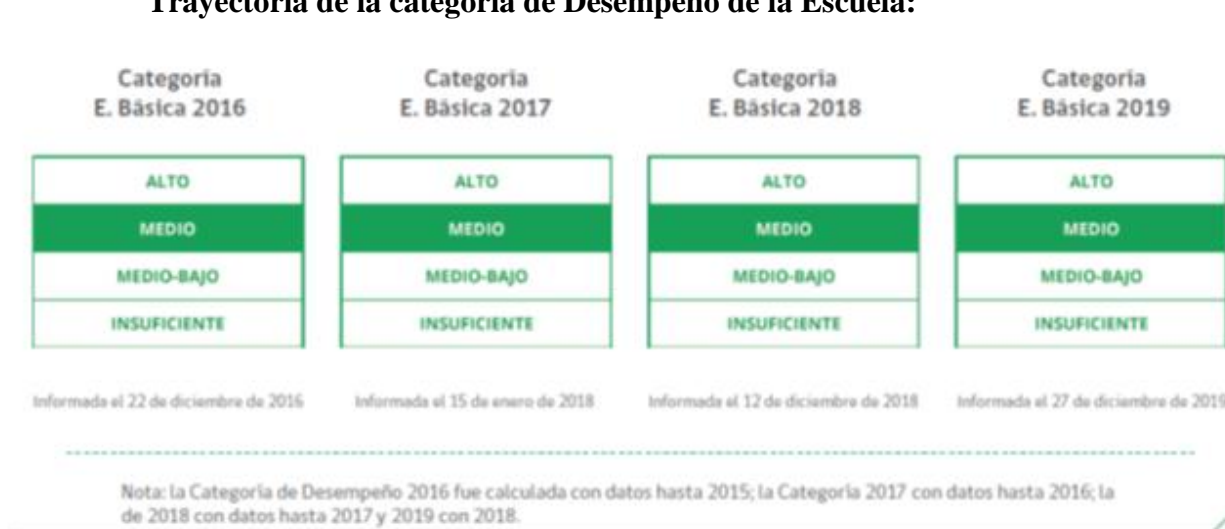 Trayectoria de la categoría de Desempeño de la Escuela:
Categoría
E. Básica 2016
Categoría
E. Básica 2017
Categoría
E. Básica 2018
Categoría
E. Básica 2019
ALTO
MEDIO
MEDIO-BAJO
INSUFICIENTE
ALTO
MEDIO
MEDIO-BAJO
INSUFICIENTE
ALTO
MEDIO
MEDIO-BAJO
INSUFICIENTE
ALTO
MEDIO
MEDIO-BAJO
INSUFICIENTE
Informada el 22 de diciembre de 2016
Informada el 15 de enero de 2018
Informada el 12 de diciembre de 2018
Informada el 27 de diciembre de 2019
Nota: la Categoría de Desempeño 2016 fue calculada con datos hasta 2015; la Categoría 2017 con datos hasta 2016; la
de 2018 con datos hasta 2017 y 2019 con 2018.